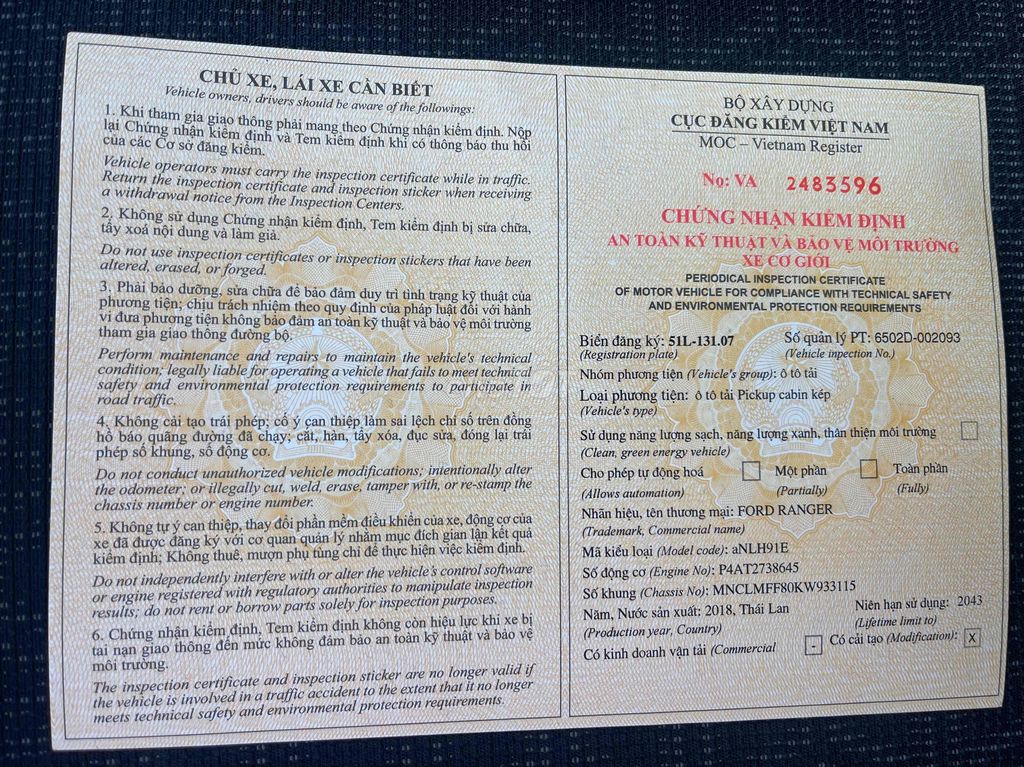 CHỦ XE, LÁI XE CẦN BIẾT
Vehicle owners, drivers should be aware of the followings:
1. Khi tham gia giao thông phải mang theo Chứng nhận kiểm định. Nộp
lại Chứng nhận kiểm định và Tem kiểm định khi có thông báo thu hồi
của các Cơ sở đăng kiểm.
Vehicle operators must carry the inspection certificate while in traffic.
Return the inspection certificate and inspection sticker when receiving
a withdrawal notice from the Inspection Centers.
2. Không sử dụng Chứng nhận kiểm định, Tem kiểm định bị sửa chữa,
tẩy xoá nội dung và làm giả.
Do not use inspection certificates or inspection stickers that have been
altered, erased, or forged.
3. Phải bảo dưỡng, sửa chữa để bảo đảm duy trì tình trạng kỹ thuật của
phương tiện; chịu trách nhiệm theo quy định của pháp luật đối với hành
vi đưa phương tiện không bảo đảm an toàn kỹ thuật và bảo vệ môi trường
tham gia giao thông đường bộ.
Perform maintenance and repairs to maintain the vehicle's technical
condition; legally liable for operating a vehicle that fails to meet technical
safety and environmental protection requirements to participate in
road traffic.
4. Không cải tạo trái phép; cố ý can thiệp làm sai lệch chỉ số trên đồng
hồ báo quãng đường đã chạy; cắt, hàn, tẩy xóa, đục sửa, đóng lại trái
phép số khung, số động cơ.
Do not conduct unauthorized vehicle modifications; intentionally alter
the odometer; or illegally cut, weld, erase, tamper with, or re-stamp the
chassis number or engine number.
5. Không tự ý can thiệp, thay đổi phần mềm điều khiển của xe, động cơ của
xe đã được đăng ký với cơ quan quản lý nhằm mục đích gian lận kết quả
kiểm định; Không thuê, mượn phụ tùng chỉ để thực hiện việc kiểm định.
Do not independently interfere with or alter the vehicle's control software
or engine registered with regulatory authorities to manipulate inspection
results; do not rent or borrow parts solely for inspection purposes.
6. Chứng nhận kiểm định, Tem kiểm định không còn hiệu lực khi xe bị
tai nạn giao thông đến mức không đảm bảo an toàn kỹ thuật và bảo vệ
môi trường.
The inspection certificate and inspection sticker are no longer valid if
the vehicle is involved in a traffic accident to the extent that it no longer
meets technical safety and environmental protection requirements.
BỘ XÂY DỰNG
CỤC ĐĂNG KIỂM VIỆT NAM
MOC – Vietnam Register
No: VA 2483596
CHỨNG NHẬN KIỂM ĐỊNH
AN TOÀN KỸ THUẬT VÀ BẢO VỆ MÔI TRƯỜNG
XE CƠ GIỚI
PERIODICAL INSPECTION CERTIFICATE
OF MOTOR VEHICLE FOR COMPLIANCE WITH TECHNICAL SAFETY
AND ENVIRONMENTAL PROTECTION REQUIREMENTS
Biển đăng ký: 51L-131.07 Số quản lý PT: 6502D-002093
(Registration plate) (Vehicle inspection No.)
Nhóm phương tiện (Vehicle's group): ô tô tải
Loại phương tiện: ô tô tải Pickup cabin kép
(Vehicle's type)
Sử dụng năng lượng sạch, năng lượng xanh, thân thiện môi trường
(Clean, green energy vehicle)
Cho phép tự động hoá Một phần Toàn phần
(Allows automation) (Partially) (Fully)
Nhãn hiệu, tên thương mại: FORD RANGER
(Trademark, Commercial name)
Mã kiểu loại (Model code): aNLH91E
Số động cơ (Engine No): P4AT2738645
Số khung (Chassis No): MNCLMFF80KW933115
Năm, Nước sản xuất: 2018, Thái Lan Niên hạn sử dụng: 2043
(Production year, Country) (Lifetime limit to)
Có kinh doanh vận tải (Commercial - Có cải tạo (Modification): X